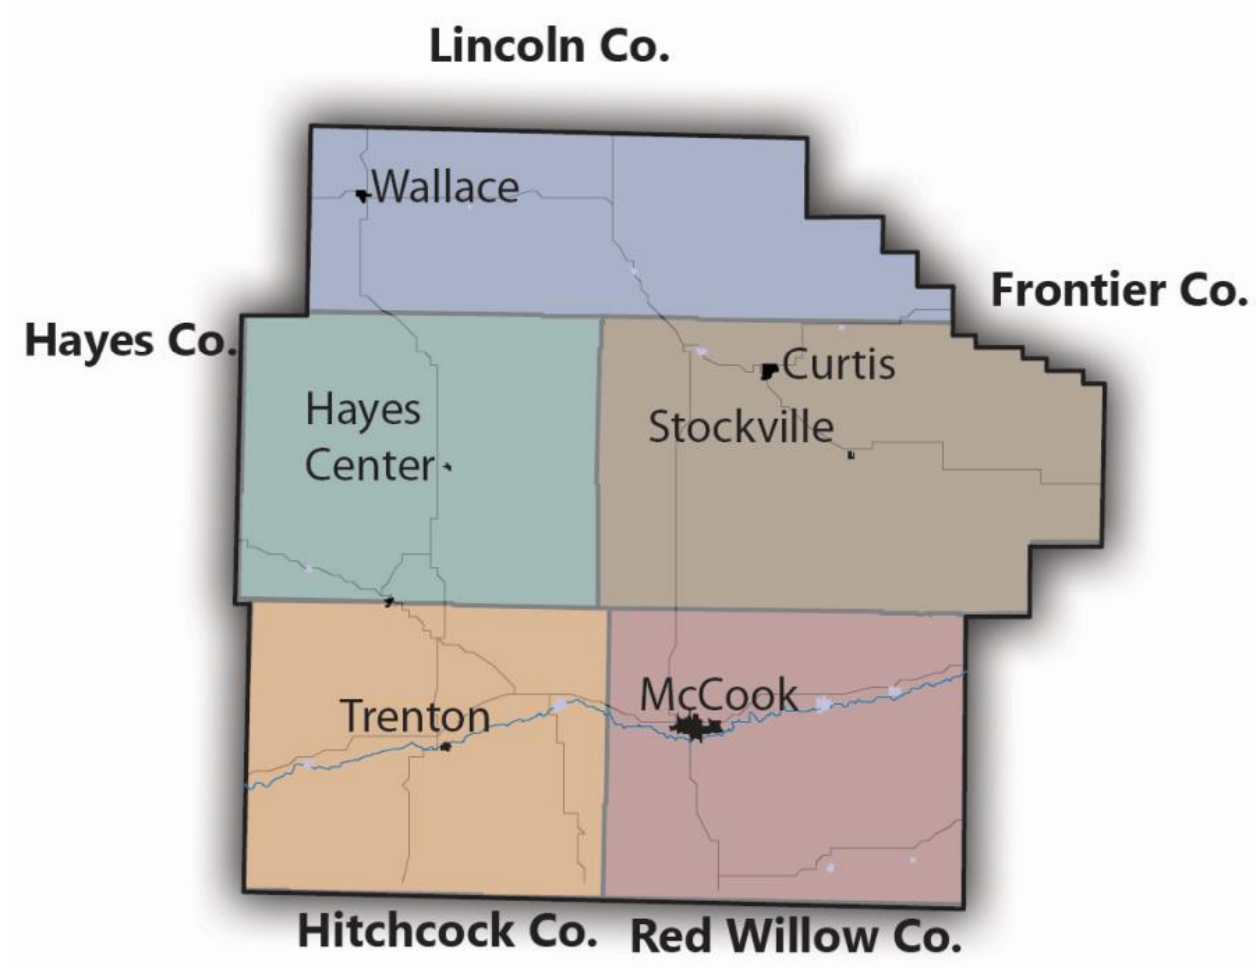 Lincoln Co.
Wallace
Frontier Co.
Hayes Co.
Curtis
Hayes
Center
Stockville
McCook
Trenton
Hitchcock Co.
Red Willow Co.